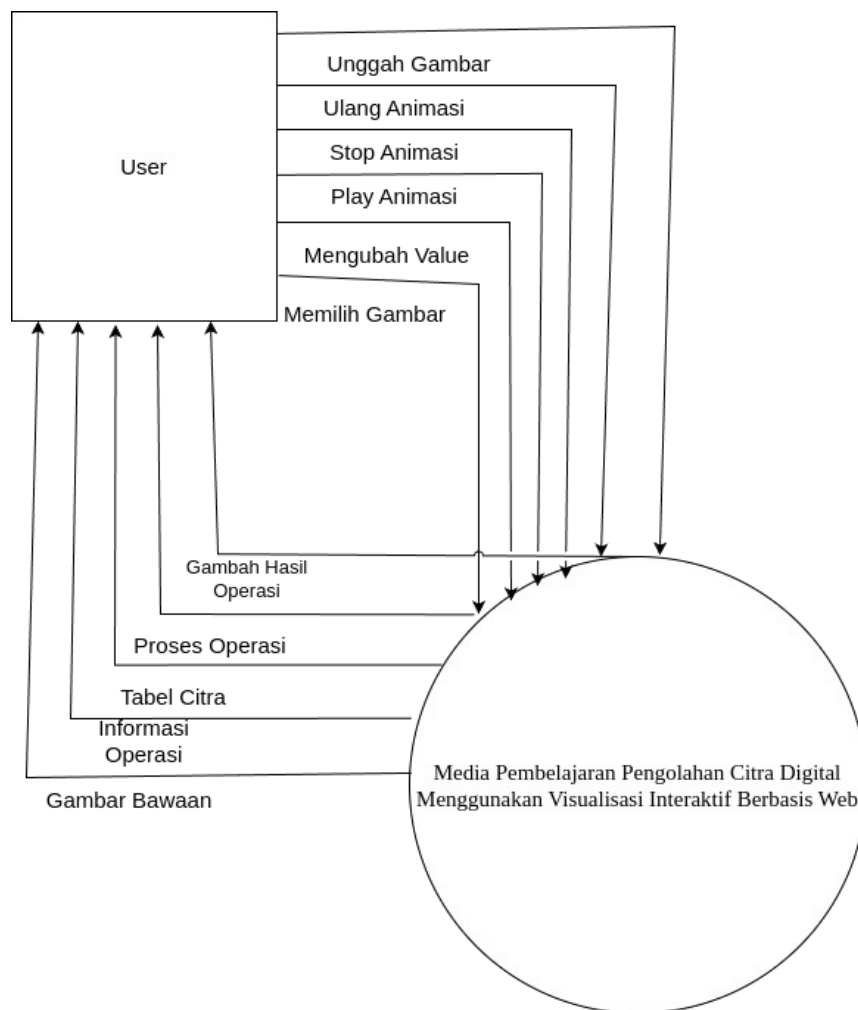 Unggah Gambar
Ulang Animasi
Stop Animasi
User
Play Animasi
Mengubah Value
Memilih Gambar
Gambah Hasil
Operasi
Proses Operasi
Tabel Citra
Informasi
Operasi
Media Pembelajaran Pengolahan Citra Digital
Menggunakan Visualisasi Interaktif Berbasis Web
Gambar Bawaan